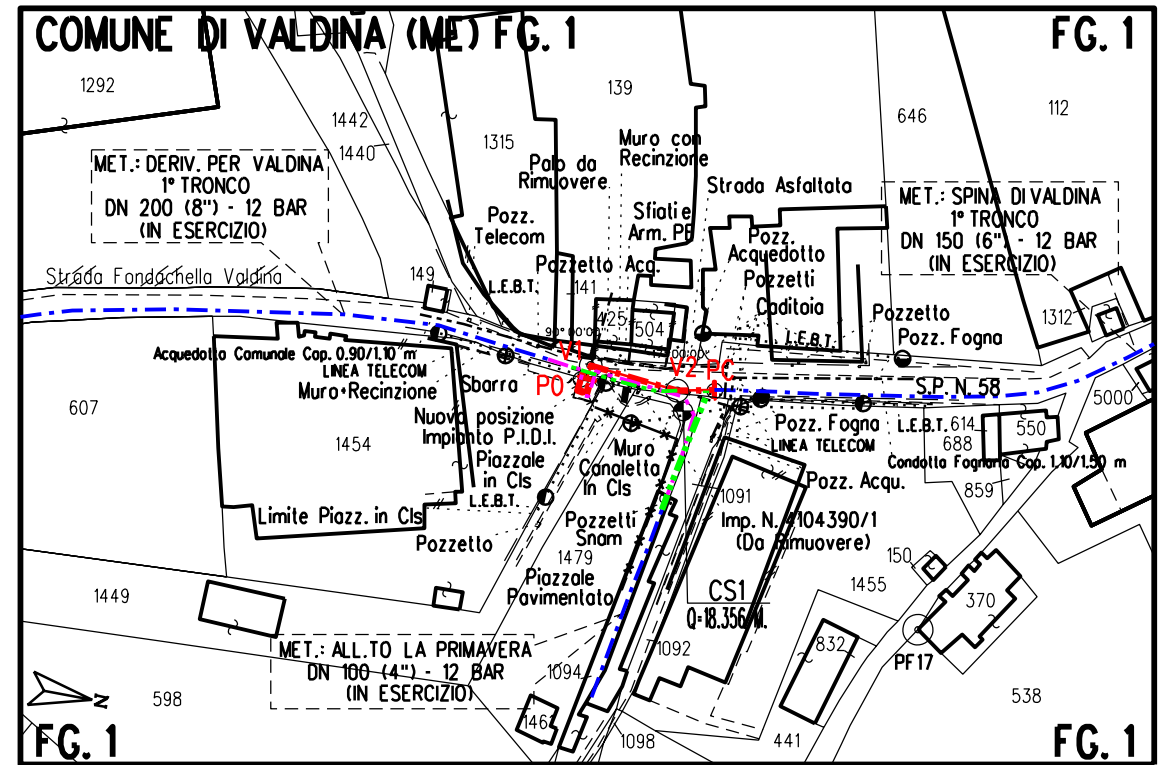 COMUNE DI VALDINA (ME) FG. 1
FG. 1
1292
139
112
646
1442
1440
1315
MET.: DERIV. PER VALDINA
1° TRONCO
DN 200 (8") - 12 BAR
(IN ESERCIZIO)
Palo da
Rimuovere
Muro con
Recinzione
Strada Asfaltata
MET.: SPINA DI VALDINA
1° TRONCO
DN 150 (6") - 12 BAR
(IN ESERCIZIO)
Pozz.
Telecom
Sfiati e
Arm. PE
Pozz.
Acquedotto
Pozzetti
Caditoia
Strada Fondachella Valdina
149
Pozzetto Acq.
L.E.B.T.
141
425
504
90°00'00"
L.E.B.T.
Pozzetto
Pozz. Fogna
1312
Acquedotto Comunale Cap. 0.90/1.10 m
LINEA TELECOM
Muro+Recinzione
Sbarra
V1
V2
PC
P0
S.P. N. 58
607
5000
Nuova posizione
Impianto P.I.D.I.
1454
Piazzale
in Cls
L.E.B.T.
Muro
Canaletta
In Cls
Pozz. Fogna
LINEA TELECOM
L.E.B.T.
614
688
550
Condotta Fognaria Cap. 1.10/1.50 m
859
Pozz. Acqu.
1091
Limite Piazz. in Cls
Pozzetti
Snam
Imp. N. 4104390/1
(Da Rimuovere)
Pozzetto
1479
150
1455
Piazzale
Pavimentato
CS1
Q=18.356 M.
370
1449
MET.: ALL.TO LA PRIMAVERA
DN 100 (4") - 12 BAR
(IN ESERCIZIO)
1092
1094
832
PF17
N
598
538
1461
1098
441
FG. 1
FG. 1